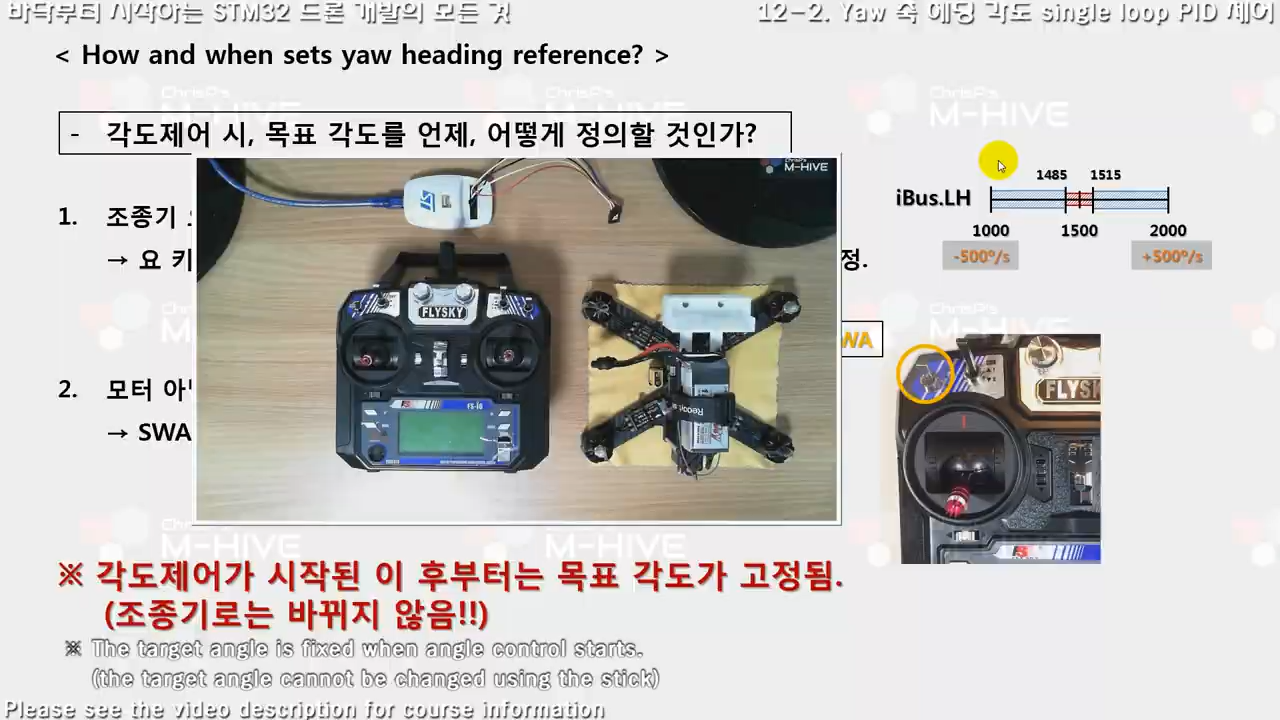 바닥부터 시작하는 STM32 드론 개발의 모든 것
12-2. Yaw 축 헤딩 각도 single loop PID 제어
< How and when sets yaw heading reference? >
- 각도제어 시, 목표 각도를 언제, 어떻게 정의할 것인가?
ChrisP's
M-HIVE
1485 1515
iBus.LH
1000 1500 2000
-500º/s +500º/s
1. 조종기
→ 요 키 정.
WA
2. 모터 아
→ SWA
FLYSKY
FS-i6
FLYSKY
※ 각도제어가 시작된 이 후부터는 목표 각도가 고정됨.
(조종기로는 바뀌지 않음!!)
※ The target angle is fixed when angle control starts.
(the target angle cannot be changed using the stick)
Please see the video description for course information